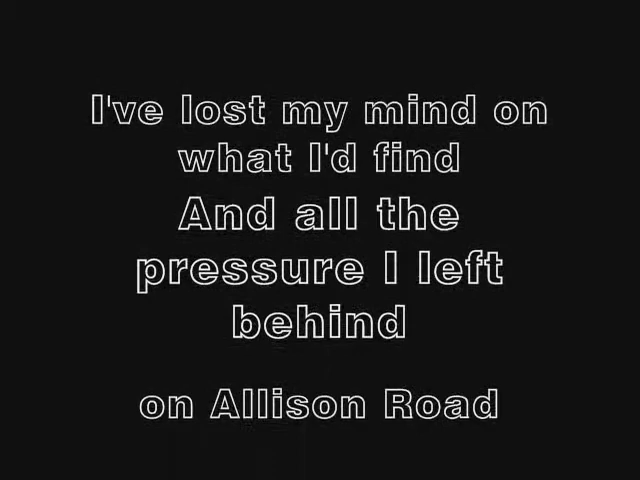 I've lost my mind on
what I'd find
And all the
pressure I left
behind
on Allison Road